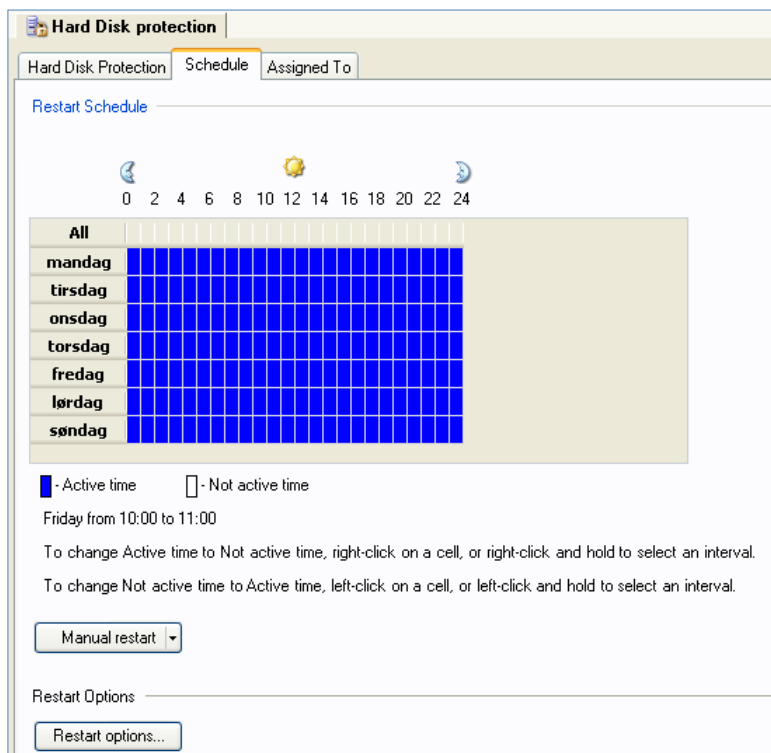 Hard Disk protection
Hard Disk Protection Schedule Assigned To
Restart Schedule
0 2 4 6 8 10 12 14 16 18 20 22 24
All
mandag
tirsdag
onsdag
torsdag
fredag
lørdag
søndag
- Active time - Not active time
Friday from 10:00 to 11:00
To change Active time to Not active time, right-click on a cell, or right-click and hold to select an interval.
To change Not active time to Active time, left-click on a cell, or left-click and hold to select an interval.
Manual restart
Restart Options
Restart options...